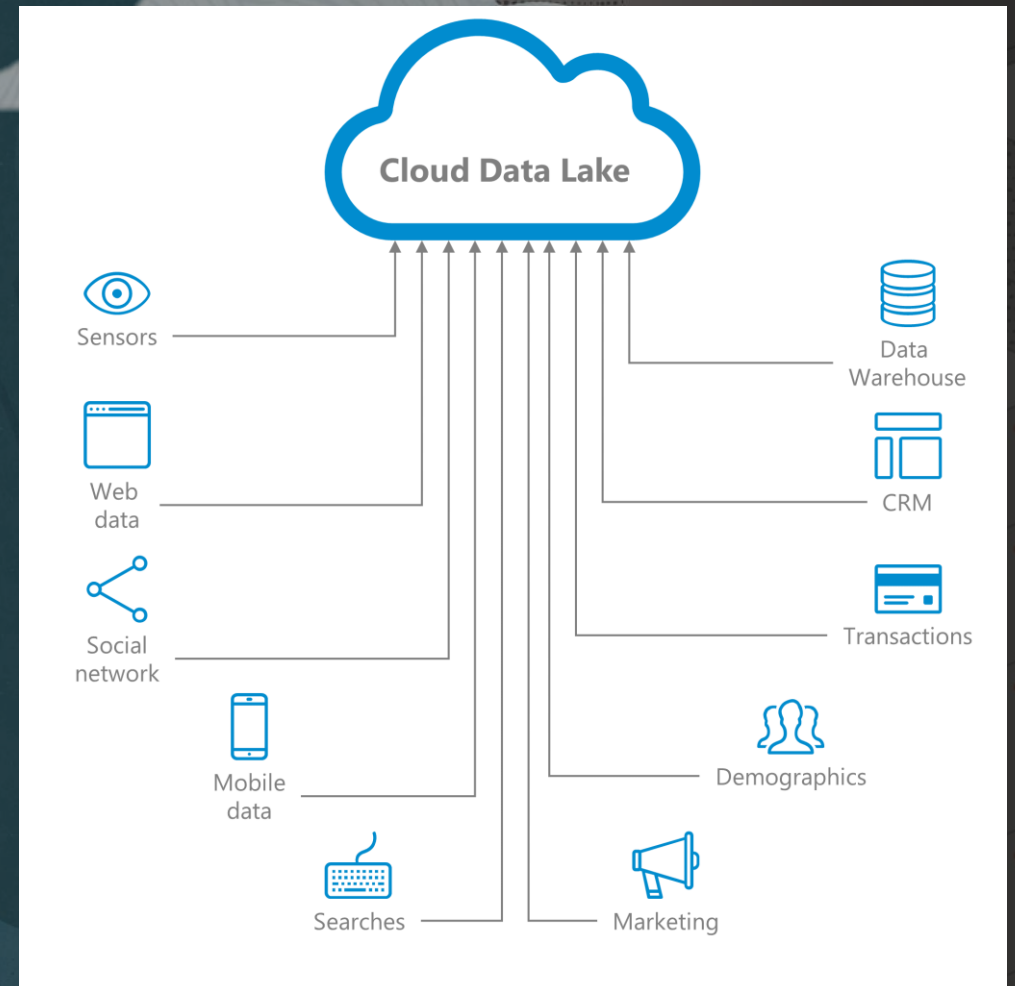 Cloud Data Lake
Sensors
Web
data
Social
network
Mobile
data
Searches
Data
Warehouse
CRM
Transactions
Demographics
Marketing